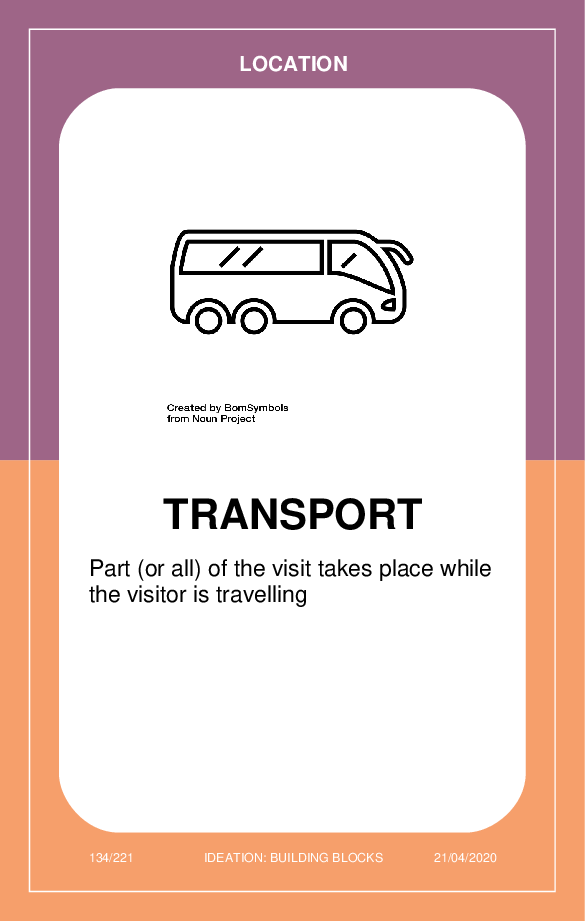 LOCATION
Created by BomSymbols
from Noun Project
TRANSPORT
Part (or all) of the visit takes place while
the visitor is travelling
134/221 IDEATION: BUILDING BLOCKS 21/04/2020